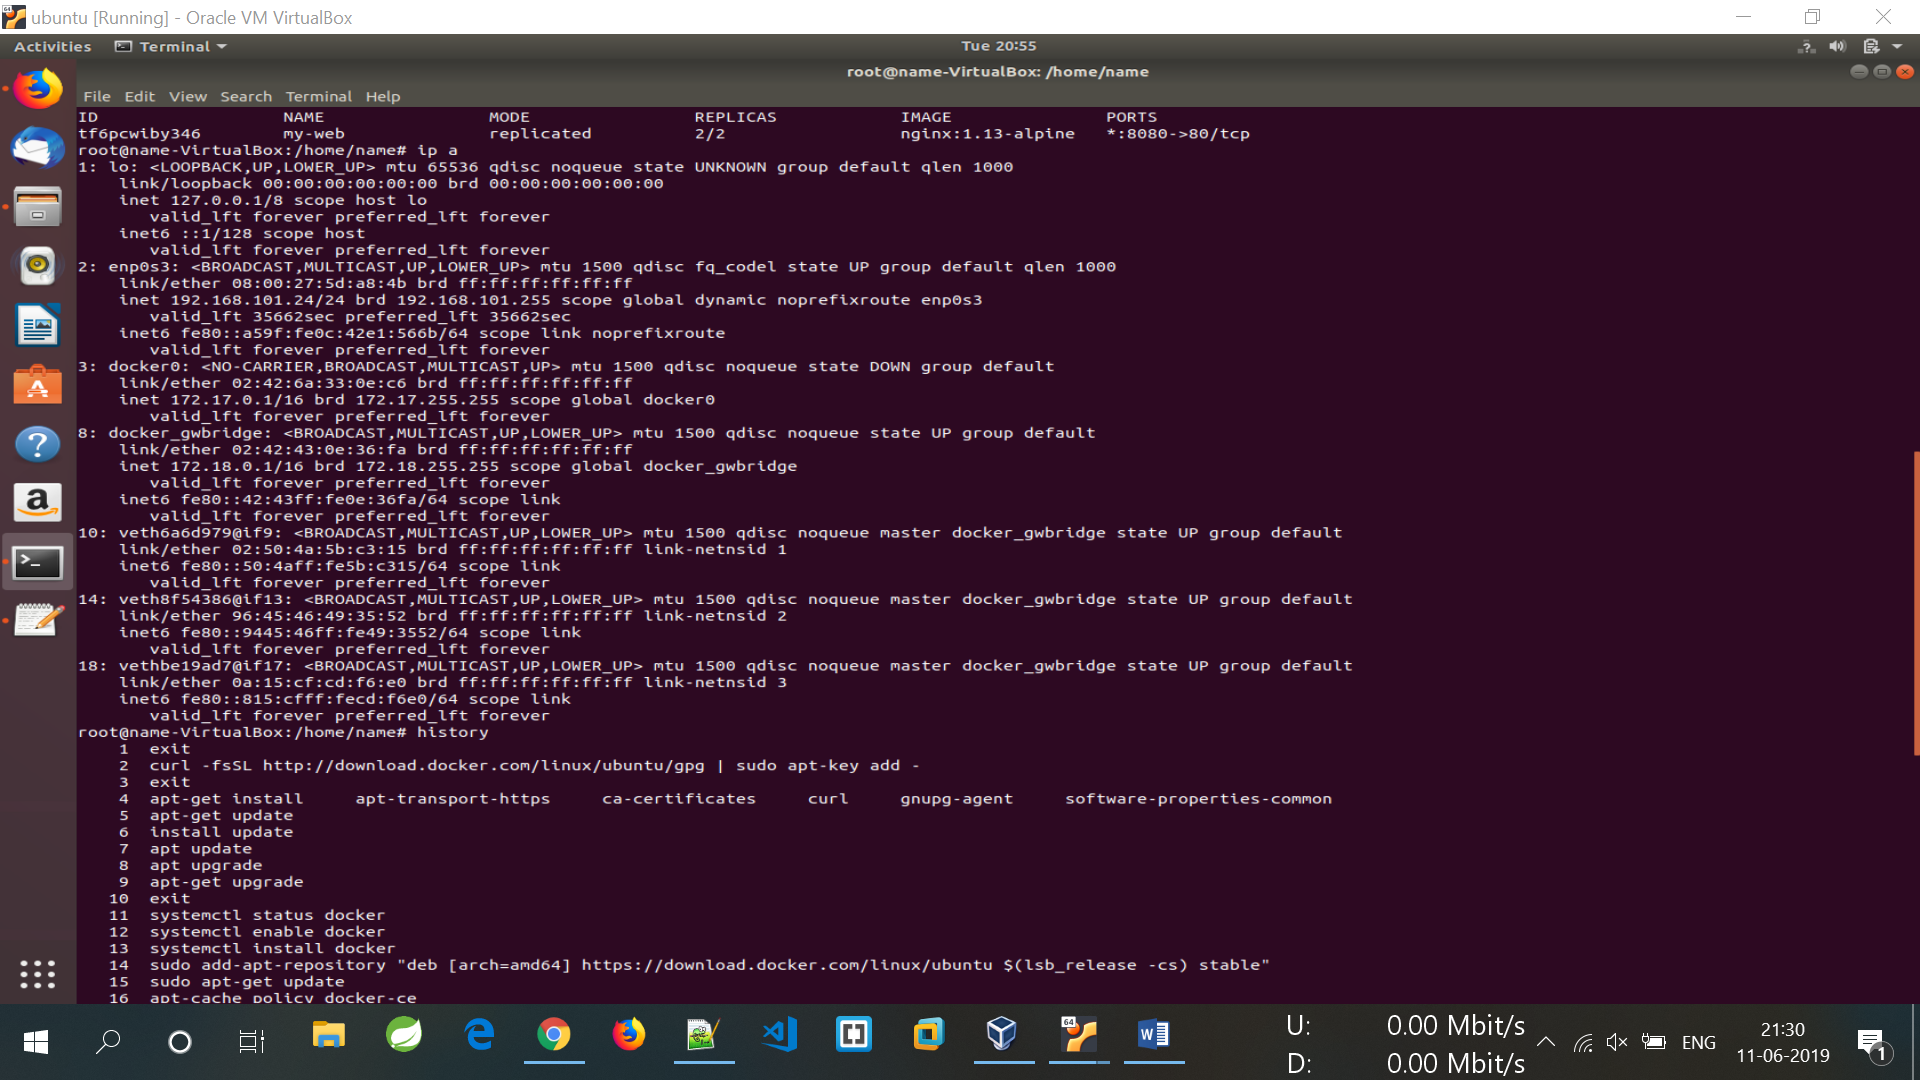 ubuntu [Running] - Oracle VM VirtualBox
Activities Terminal Tue 20:55
root@name-VirtualBox: /home/name
File Edit View Search Terminal Help
ID NAME MODE REPLICAS IMAGE PORTS
tf6pcwiby346 my-web replicated 2/2 nginx:1.13-alpine *:8080->80/tcp
root@name-VirtualBox:/home/name# ip a
1: lo: <LOOPBACK,UP,LOWER_UP> mtu 65536 qdisc noqueue state UNKNOWN group default qlen 1000
link/loopback 00:00:00:00:00:00 brd 00:00:00:00:00:00
inet 127.0.0.1/8 scope host lo
valid_lft forever preferred_lft forever
inet6 ::1/128 scope host
valid_lft forever preferred_lft forever
2: enp0s3: <BROADCAST,MULTICAST,UP,LOWER_UP> mtu 1500 qdisc fq_codel state UP group default qlen 1000
link/ether 08:00:27:5d:a8:4b brd ff:ff:ff:ff:ff:ff
inet 192.168.101.24/24 brd 192.168.101.255 scope global dynamic noprefixroute enp0s3
valid_lft 35662sec preferred_lft 35662sec
inet6 fe80::a59f:fe0c:42e1:566b/64 scope link noprefixroute
valid_lft forever preferred_lft forever
3: docker0: <NO-CARRIER,BROADCAST,MULTICAST,UP> mtu 1500 qdisc noqueue state DOWN group default
link/ether 02:42:6a:33:0e:c6 brd ff:ff:ff:ff:ff:ff
inet 172.17.0.1/16 brd 172.17.255.255 scope global docker0
valid_lft forever preferred_lft forever
8: docker_gwbridge: <BROADCAST,MULTICAST,UP,LOWER_UP> mtu 1500 qdisc noqueue state UP group default
link/ether 02:42:43:0e:36:fa brd ff:ff:ff:ff:ff:ff
inet 172.18.0.1/16 brd 172.18.255.255 scope global docker_gwbridge
valid_lft forever preferred_lft forever
inet6 fe80::42:43ff:fe0e:36fa/64 scope link
valid_lft forever preferred_lft forever
10: veth6a6d979@if9: <BROADCAST,MULTICAST,UP,LOWER_UP> mtu 1500 qdisc noqueue master docker_gwbridge state UP group default
link/ether 02:50:4a:5b:c3:15 brd ff:ff:ff:ff:ff:ff link-netnsid 1
inet6 fe80::50:4aff:fe5b:c315/64 scope link
valid_lft forever preferred_lft forever
14: veth8f54386@if13: <BROADCAST,MULTICAST,UP,LOWER_UP> mtu 1500 qdisc noqueue master docker_gwbridge state UP group default
link/ether 96:45:46:49:35:52 brd ff:ff:ff:ff:ff:ff link-netnsid 2
inet6 fe80::9445:46ff:fe49:3552/64 scope link
valid_lft forever preferred_lft forever
18: vethbe19ad7@if17: <BROADCAST,MULTICAST,UP,LOWER_UP> mtu 1500 qdisc noqueue master docker_gwbridge state UP group default
link/ether 0a:15:cf:cd:f6:e0 brd ff:ff:ff:ff:ff:ff link-netnsid 3
inet6 fe80::815:cfff:fecd:f6e0/64 scope link
valid_lft forever preferred_lft forever
root@name-VirtualBox:/home/name# history
1 exit
2 curl -fsSL http://download.docker.com/linux/ubuntu/gpg | sudo apt-key add -
3 exit
4 apt-get install apt-transport-https ca-certificates curl gnupg-agent software-properties-common
5 apt-get update
6 install update
7 apt update
8 apt upgrade
9 apt-get upgrade
10 exit
11 systemctl status docker
12 systemctl enable docker
13 systemctl install docker
14 sudo add-apt-repository "deb [arch=amd64] https://download.docker.com/linux/ubuntu $(lsb_release -cs) stable"
15 sudo apt-get update
16 apt-cache policy docker-ce
U: 0.00 Mbit/s
D: 0.00 Mbit/s
ENG
21:30
11-06-2019
1